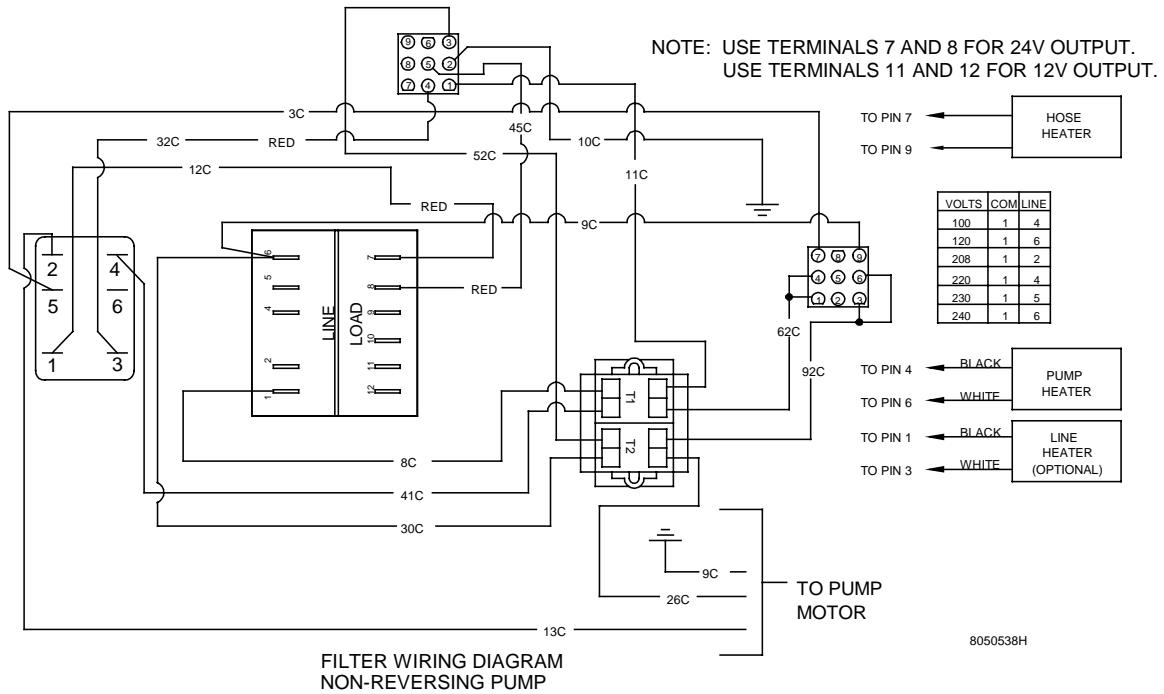 NOTE: USE TERMINALS 7 AND 8 FOR 24V OUTPUT.
USE TERMINALS 11 AND 12 FOR 12V OUTPUT.
9 6 3
8 5 2
7 4 1
3C
32C
RED
45C
10C
52C
12C
11C
RED
9C
TO PIN 7
TO PIN 9
HOSE
HEATER
VOLTS COM LINE
100 1 4
120 1 6
208 1 2
220 1 4
230 1 5
240 1 6
2 4
5 6
1 3
6
5
4
2
1
LINE
LOAD
7
8
9
10
11
12
RED
7 8 9
4 5 6
1 2 3
62C
92C
T1
T2
8C
41C
30C
TO PIN 4
BLACK
TO PIN 6
WHITE
PUMP
HEATER
TO PIN 1
BLACK
TO PIN 3
WHITE
LINE
HEATER
(OPTIONAL)
9C
26C
13C
TO PUMP
MOTOR
8050538H
FILTER WIRING DIAGRAM
NON-REVERSING PUMP